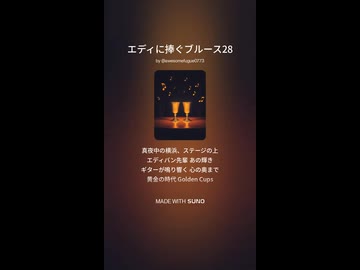 エディに捧ぐブルース28
by @awesomefugue0773
真夜中の横浜、ステージの上
エディバン先輩 あの輝き
ギターが鳴り響く 心の奥まで
黄金の時代 Golden Cups
MADE WITH SUNO